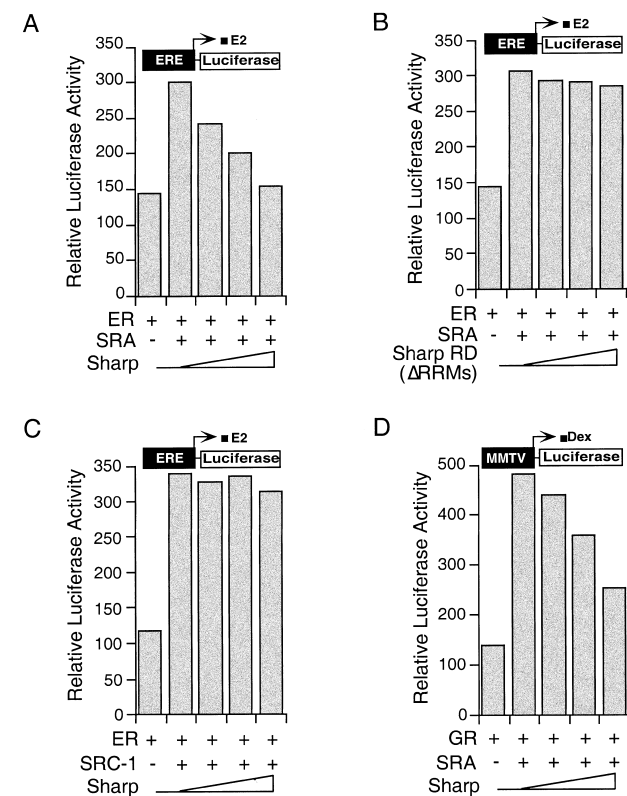 A
E2
ERE Luciferase
Relative Luciferase Activity
350
300
250
200
150
100
50
0
ER + + + + +
SRA - + + + +
Sharp
B
E2
ERE Luciferase
Relative Luciferase Activity
350
300
250
200
150
100
50
0
ER + + + + +
SRA - + + + +
Sharp RD
(ΔRRMs)
C
E2
ERE Luciferase
Relative Luciferase Activity
350
300
250
200
150
100
50
0
ER + + + + +
SRC-1 - + + + +
Sharp
D
Dex
MMTV Luciferase
Relative Luciferase Activity
500
400
300
200
100
0
GR + + + + +
SRA - + + + +
Sharp